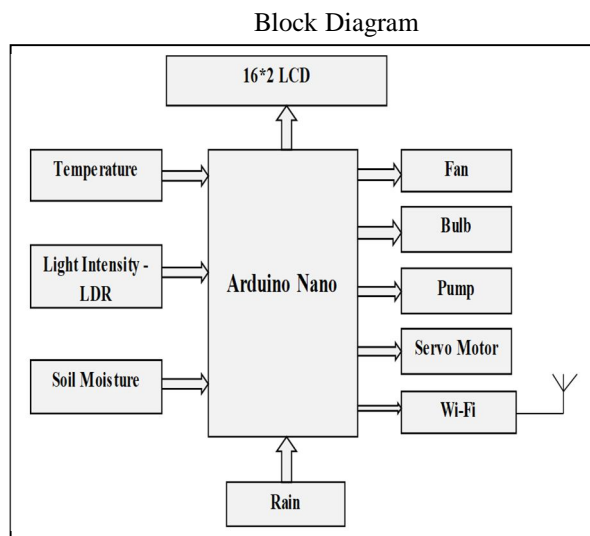 Block Diagram
16*2 LCD
Temperature
Fan
Bulb
Light Intensity -
LDR
Arduino Nano
Pump
Servo Motor
Soil Moisture
Wi-Fi
Rain